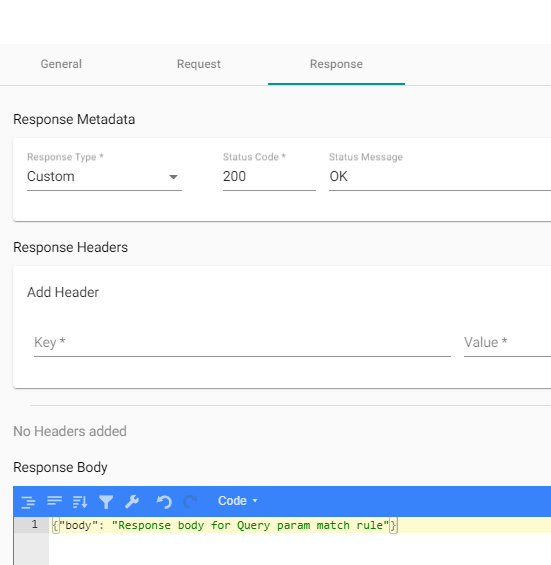 General Request Response
Response Metadata
Response Type * Status Code * Status Message
Custom 200 OK
Response Headers
Add Header
Key * Value *
No Headers added
Response Body
Code
1 {"body": "Response body for Query param match rule"}